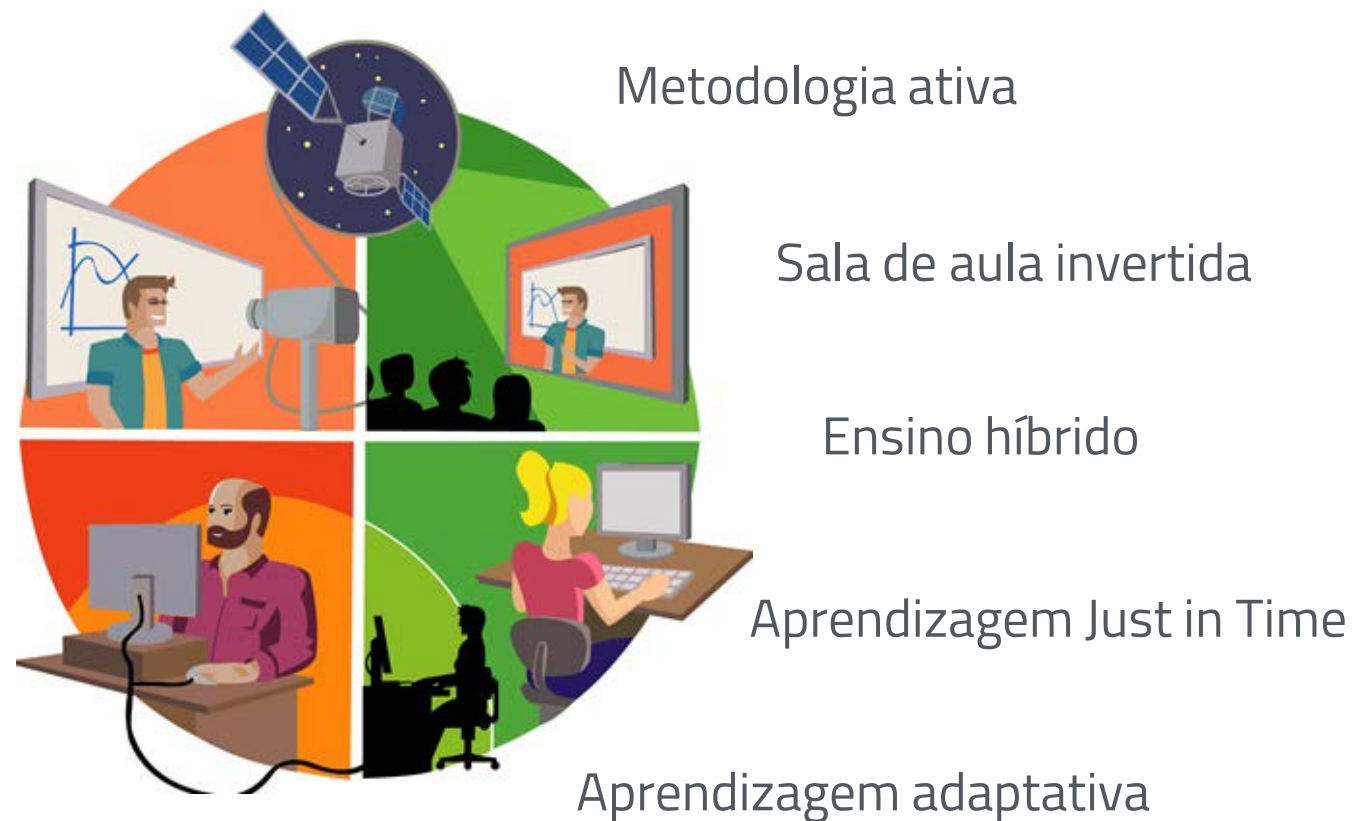 Metodologia ativa
Sala de aula invertida
Ensino híbrido
Aprendizagem Just in Time
Aprendizagem adaptativa